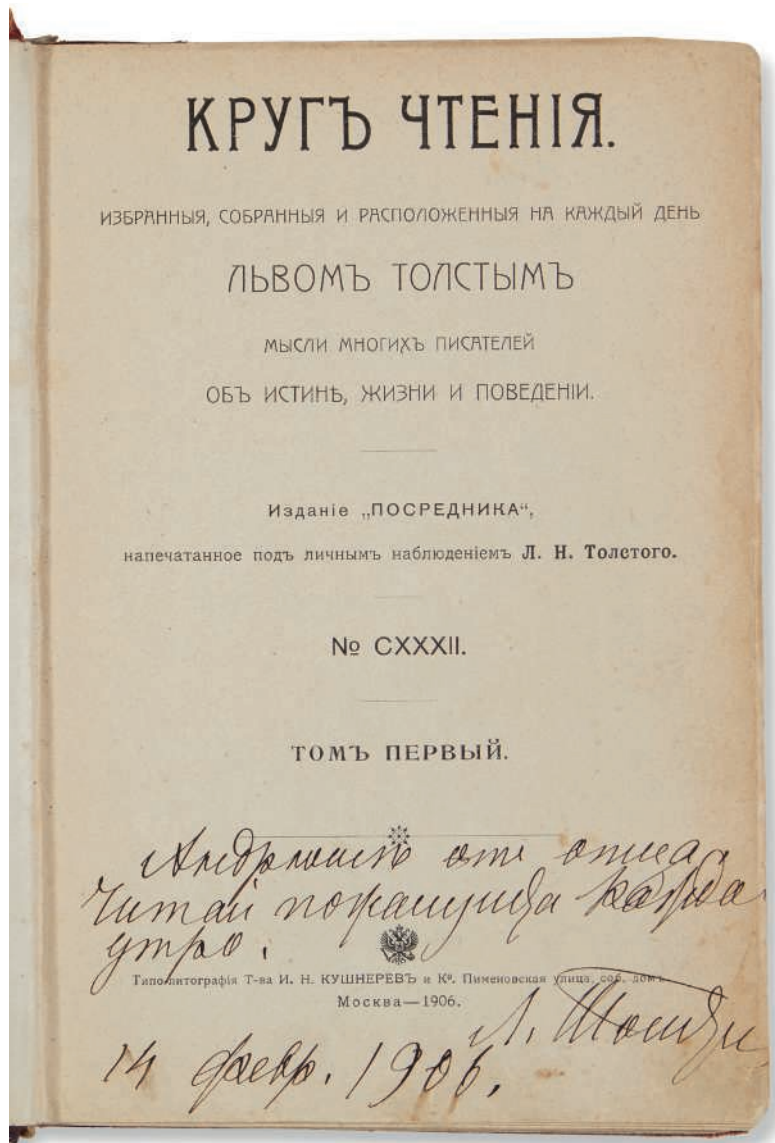 КРУГЪ ЧТЕНІЯ.
ИЗБРАННЫЯ, СОБРАННЫЯ И РАСПОЛОЖЕННЫЯ НА КАЖДЫЙ ДЕНЬ
ЛЬВОМЪ ТОЛСТЫМЪ
МЫСЛИ МНОГИХЪ ПИСАТЕЛЕЙ
ОБЪ ИСТИНѢ, ЖИЗНИ И ПОВЕДЕНІИ.
Изданіе „ПОСРЕДНИКА“,
напечатанное подъ личнымъ наблюденіемъ Л. Н. Толстого.
№ CXXXII.
ТОМЪ ПЕРВЫЙ.
отъ отца.
Читай пожалуйста
утро.
Типо-литографія Т-ва И. Н. КУШНЕРЕВЪ и Кº. Пименовская улица, соб. домъ.
Москва—1906.
Л. Толстой
14 февр. 1906.